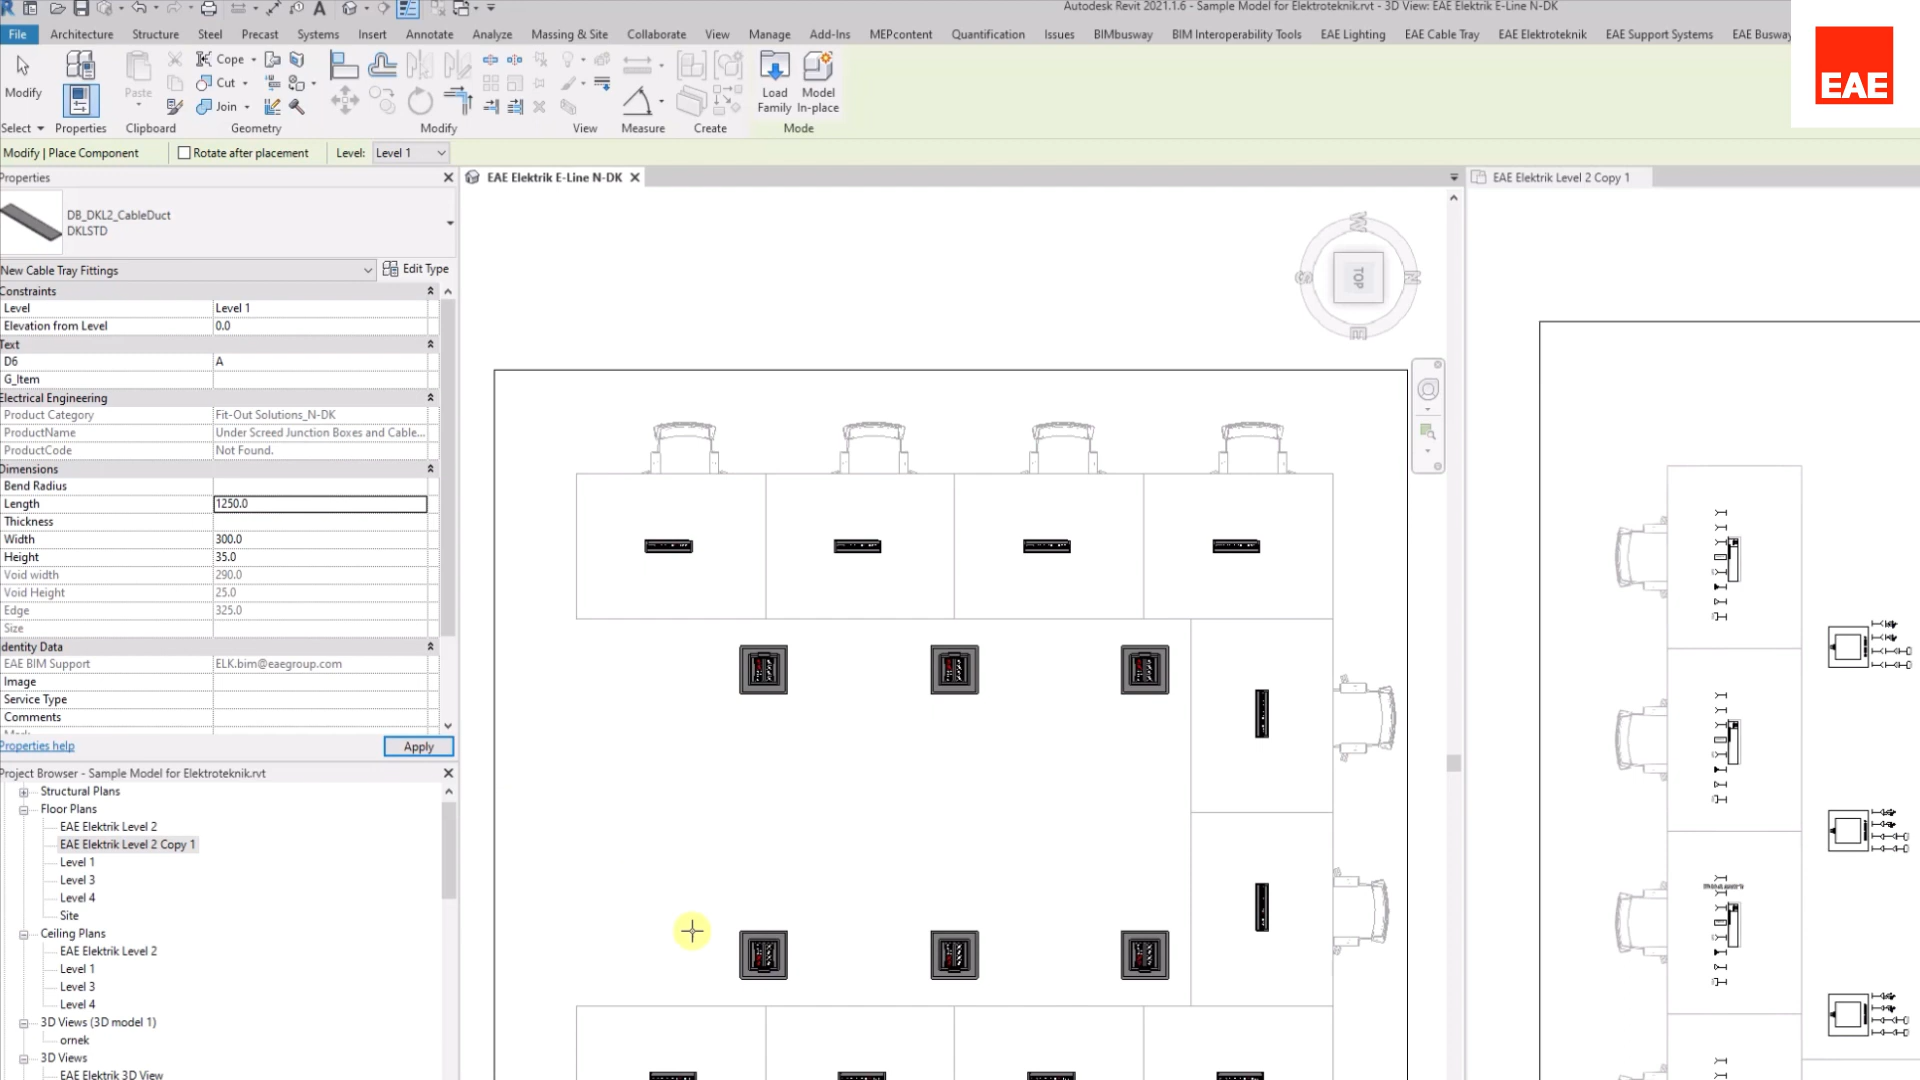 Autodesk Revit 2021.1.6 - Sample Model for Elektroteknik.rvt - 3D View: EAE Elektrik E-Line N-DK
File Architecture Structure Steel Precast Systems Insert Annotate Analyze Massing & Site Collaborate View Manage Add-Ins MEPcontent Quantification Issues BIMbusway BIM Interoperability Tools EAE Lighting EAE Cable Tray EAE Elektroteknik EAE Support Systems EAE Busway
EAE
Modify
Paste
Cope
Cut
Join
Load Family
Model In-place
Select Properties Clipboard Geometry Modify View Measure Create Mode
Modify | Place Component Rotate after placement Level: Level 1
Properties
EAE Elektrik E-Line N-DK
EAE Elektrik Level 2 Copy 1
DB_DKL2_CableDuct
DKLSTD
New Cable Tray Fittings Edit Type
Constraints
Level Level 1
Elevation from Level 0.0
Text
D6 A
G_Item
Electrical Engineering
Product Category Fit-Out Solutions_N-DK
ProductName Under Screed Junction Boxes and Cable...
ProductCode Not Found.
Dimensions
Bend Radius
Length 1250.0
Thickness
Width 300.0
Height 35.0
Void width 290.0
Void Height 25.0
Edge 325.0
Size
Identity Data
EAE BIM Support ELK.bim@eaegroup.com
Image
Service Type
Comments
Properties help Apply
Project Browser - Sample Model for Elektroteknik.rvt
Structural Plans
Floor Plans
EAE Elektrik Level 2
EAE Elektrik Level 2 Copy 1
Level 1
Level 3
Level 4
Site
Ceiling Plans
EAE Elektrik Level 2
Level 1
Level 3
Level 4
3D Views (3D model 1)
ornek
3D Views
EAE Elektrik 3D View
TOP
W
N
S
E